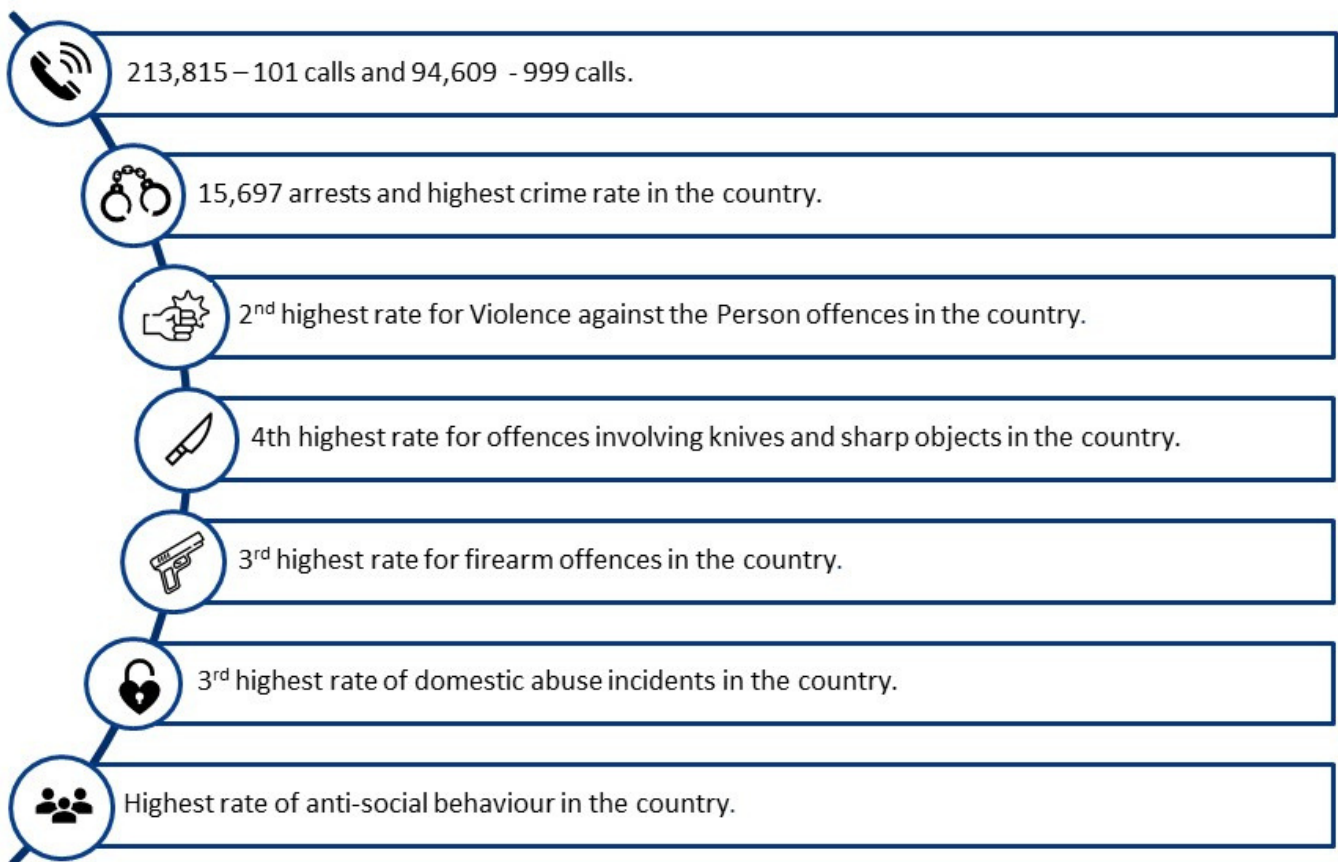 213,815 – 101 calls and 94,609 - 999 calls.
15,697 arrests and highest crime rate in the country.
2nd highest rate for Violence against the Person offences in the country.
4th highest rate for offences involving knives and sharp objects in the country.
3rd highest rate for firearm offences in the country.
3rd highest rate of domestic abuse incidents in the country.
Highest rate of anti-social behaviour in the country.